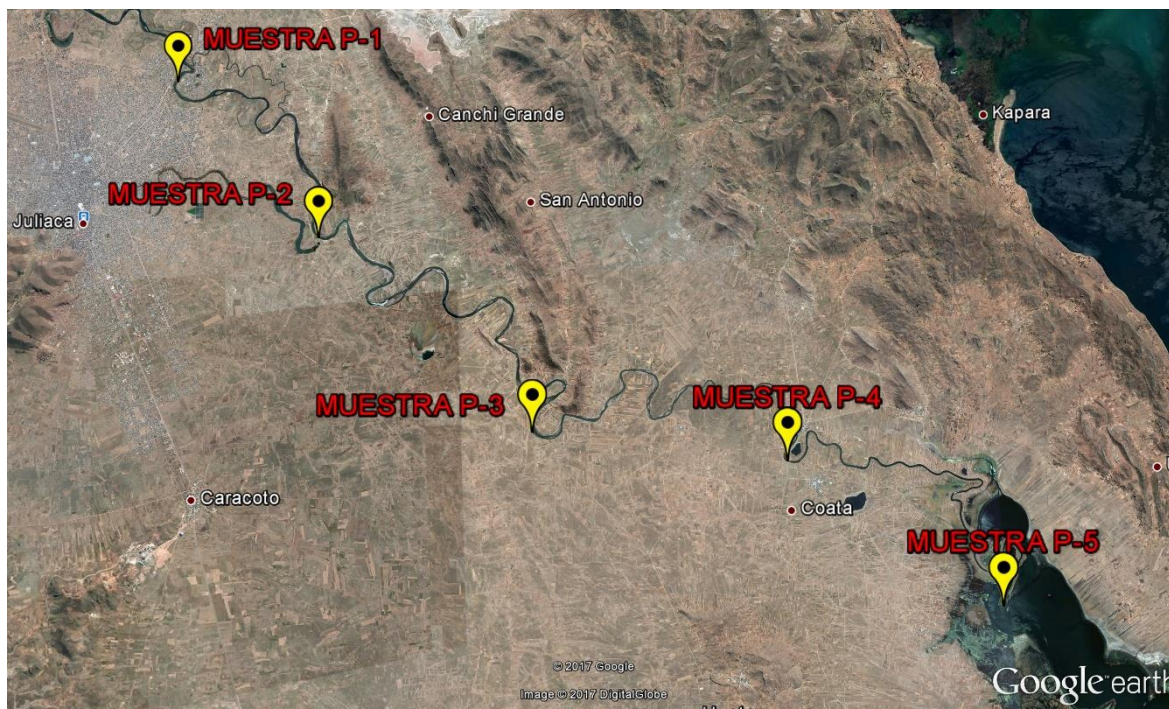 MUESTRA P-1
Kapara
Canchi Grande
MUESTRA P-2
San Antonio
Juliaca
MUESTRA P-3
MUESTRA P-4
Caracoto
Coata
MUESTRA P-5
© 2017 Google
Image © 2017 DigitalGlobe
Google earth